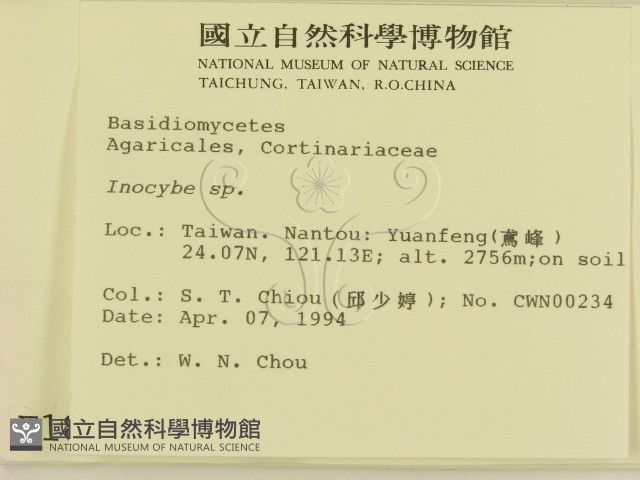 國立自然科學博物館
NATIONAL MUSEUM OF NATURAL SCIENCE
TAICHUNG, TAIWAN, R.O.CHINA
Basidiomycetes
Agaricales, Cortinariaceae
Inocybe sp.
Loc.: Taiwan. Nantou: Yuanfeng(鳶峰)
24.07N, 121.13E; alt. 2756m;on soil
Col.: S. T. Chiou (邱少婷); No. CWN00234
Date: Apr. 07, 1994
Det.: W. N. Chou
國立自然科學博物館
NATIONAL MUSEUM OF NATURAL SCIENCE